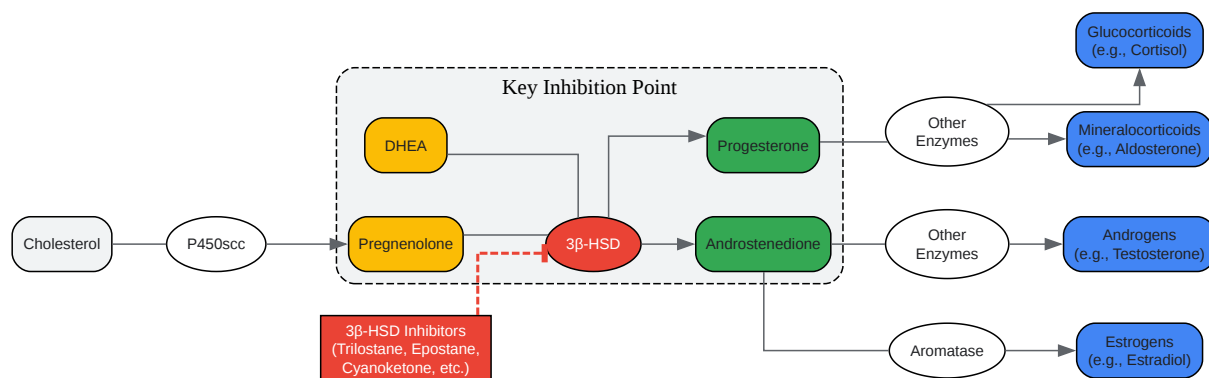 Glucocorticoids
(e.g., Cortisol)
Key Inhibition Point
DHEA
Progesterone
Other
Enzymes
Mineralocorticoids
(e.g., Aldosterone)
Cholesterol
P450scc
Pregnenolone
3β-HSD
Androstenedione
Other
Enzymes
Androgens
(e.g., Testosterone)
3β-HSD Inhibitors
(Trilostane, Epostane,
Cyanoketone, etc.)
Aromatase
Estrogens
(e.g., Estradiol)